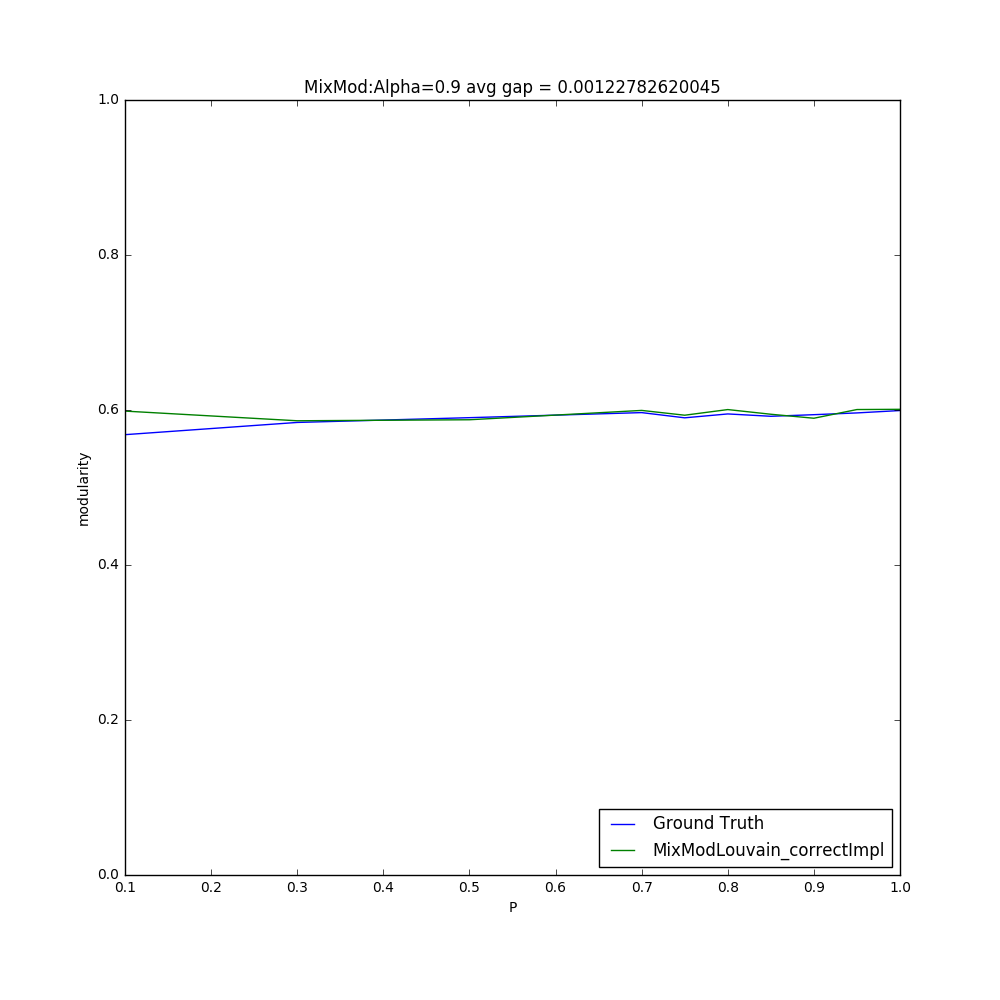 MixMod:Alpha=0.9 avg gap = 0.00122782620045
1.0
0.8
0.6
0.4
0.2
0.0
modularity
0.1 0.2 0.3 0.4 0.5 0.6 0.7 0.8 0.9 1.0
P
Ground Truth
MixModLouvain_correctImpl